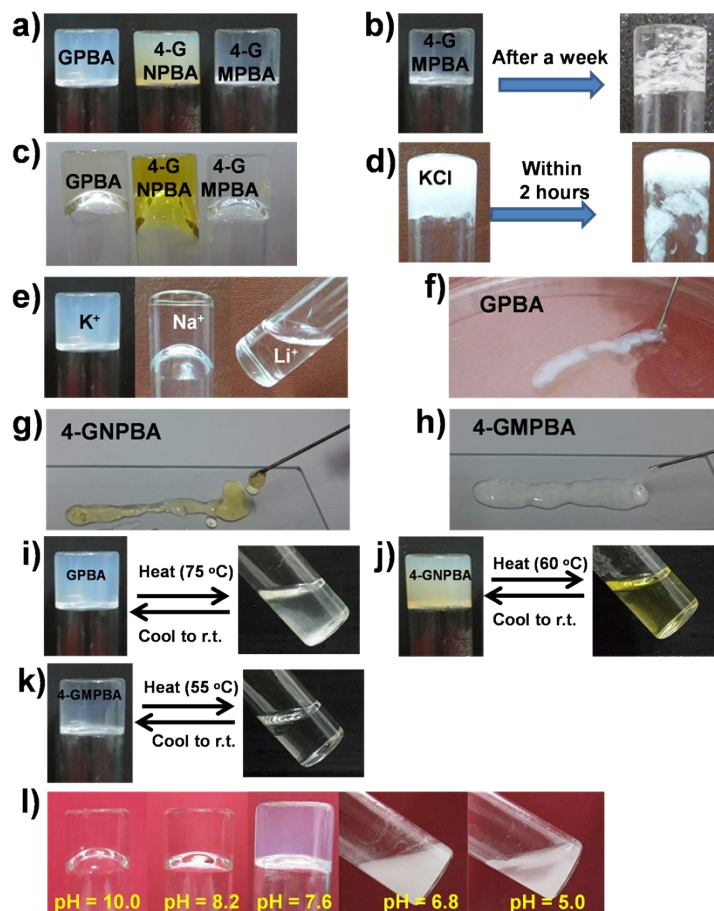 a)
GPBA
4-G
NPBA
4-G
MPBA
b)
4-G
MPBA
After a week
c)
GPBA
4-G
NPBA
4-G
MPBA
d)
KCl
Within
2 hours
e)
K+
Na+
Li+
f)
GPBA
g)
4-GNPBA
h)
4-GMPBA
i)
GPBA
Heat (75 oC)
Cool to r.t.
j)
4-GNPBA
Heat (60 oC)
Cool to r.t.
k)
4-GMPBA
Heat (55 oC)
Cool to r.t.
l)
pH = 10.0
pH = 8.2
pH = 7.6
pH = 6.8
pH = 5.0